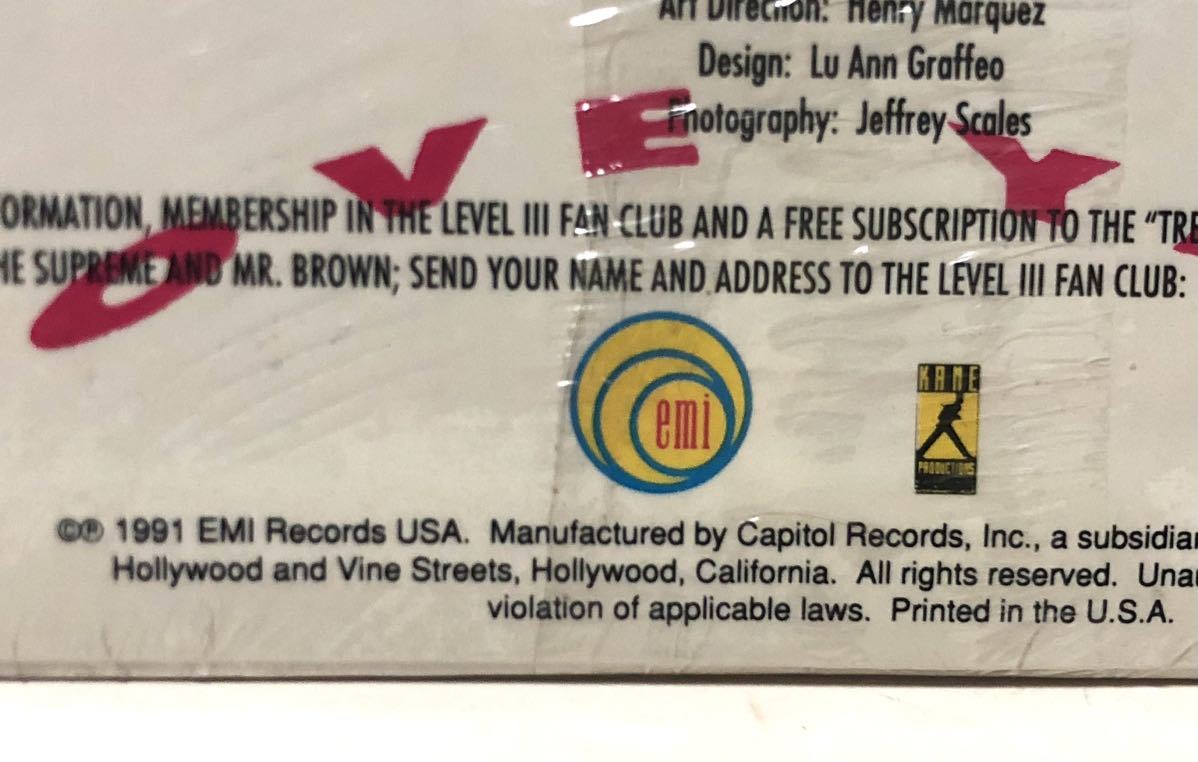 Art Direction: Henry Marquez
Design: Lu Ann Graffeo
Photography: Jeffrey Scales
O V E Y
ORMATION, MEMBERSHIP IN THE LEVEL III FAN CLUB AND A FREE SUBSCRIPTION TO THE “TRE
HE SUPREME AND MR. BROWN; SEND YOUR NAME AND ADDRESS TO THE LEVEL III FAN CLUB:
emi
KAME
PRODUCTIONS
©℗ 1991 EMI Records USA. Manufactured by Capitol Records, Inc., a subsidiar
Hollywood and Vine Streets, Hollywood, California. All rights reserved. Unau
violation of applicable laws. Printed in the U.S.A.